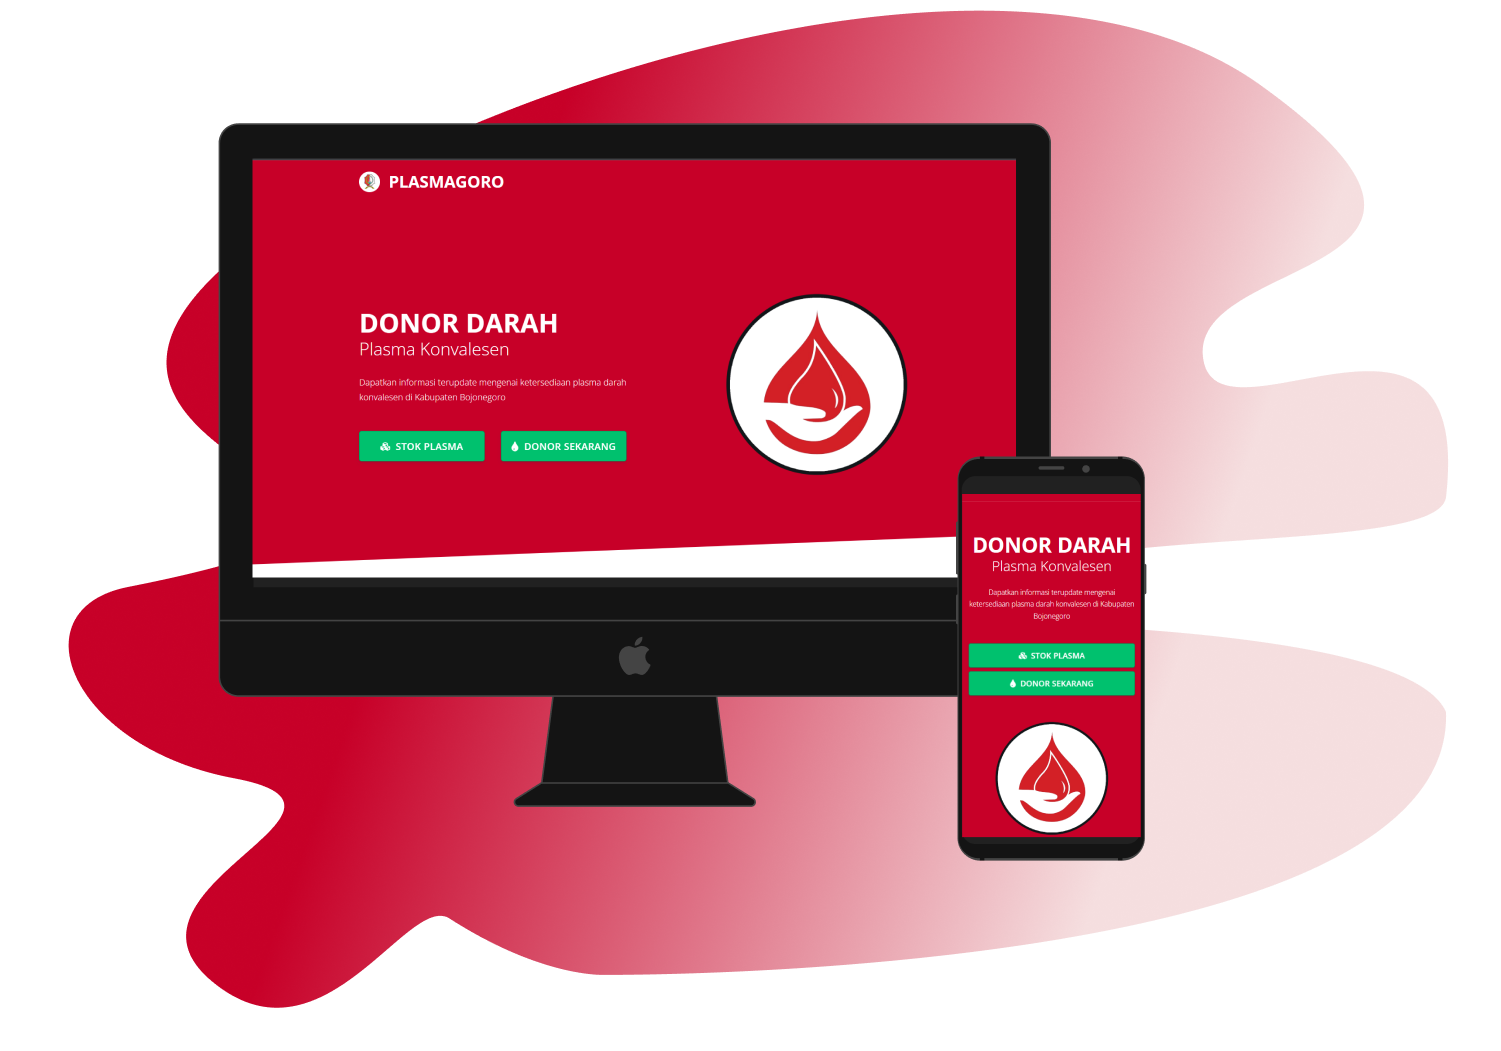 PLASMAGORO
DONOR DARAH
Plasma Konvalesen
Dapatkan informasi terupdate mengenai ketersediaan plasma darah
konvalesen di Kabupaten Bojonegoro
STOK PLASMA
DONOR SEKARANG
DONOR DARAH
Plasma Konvalesen
Dapatkan informasi terupdate mengenai
ketersediaan plasma darah konvalesen di Kabupaten
Bojonegoro
STOK PLASMA
DONOR SEKARANG